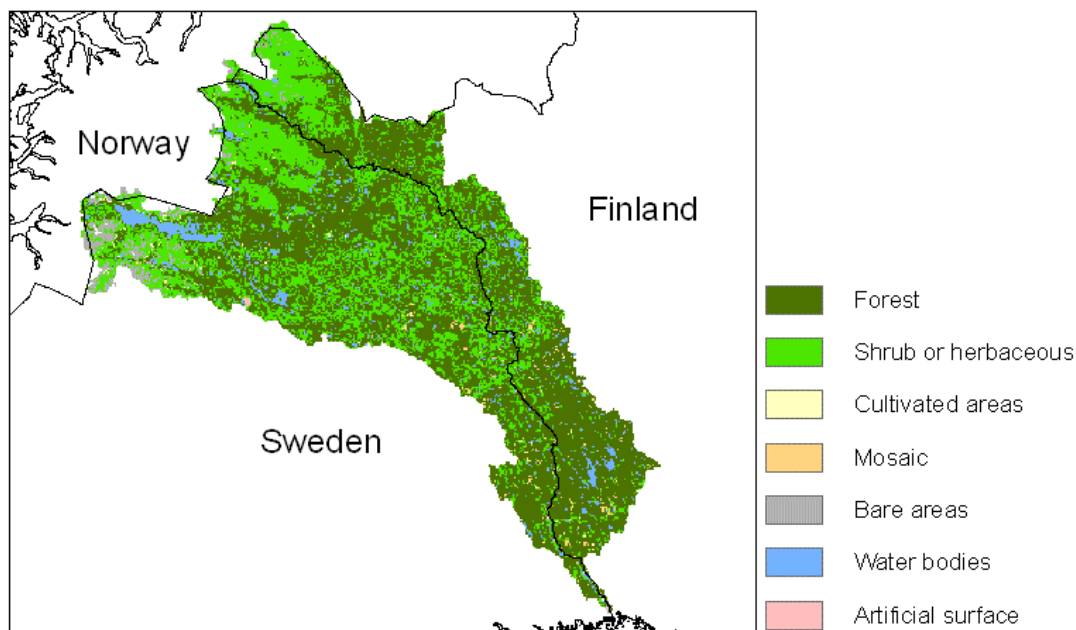 Norway
Finland
Sweden
Forest
Shrub or herbaceous
Cultivated areas
Mosaic
Bare areas
Water bodies
Artificial surface